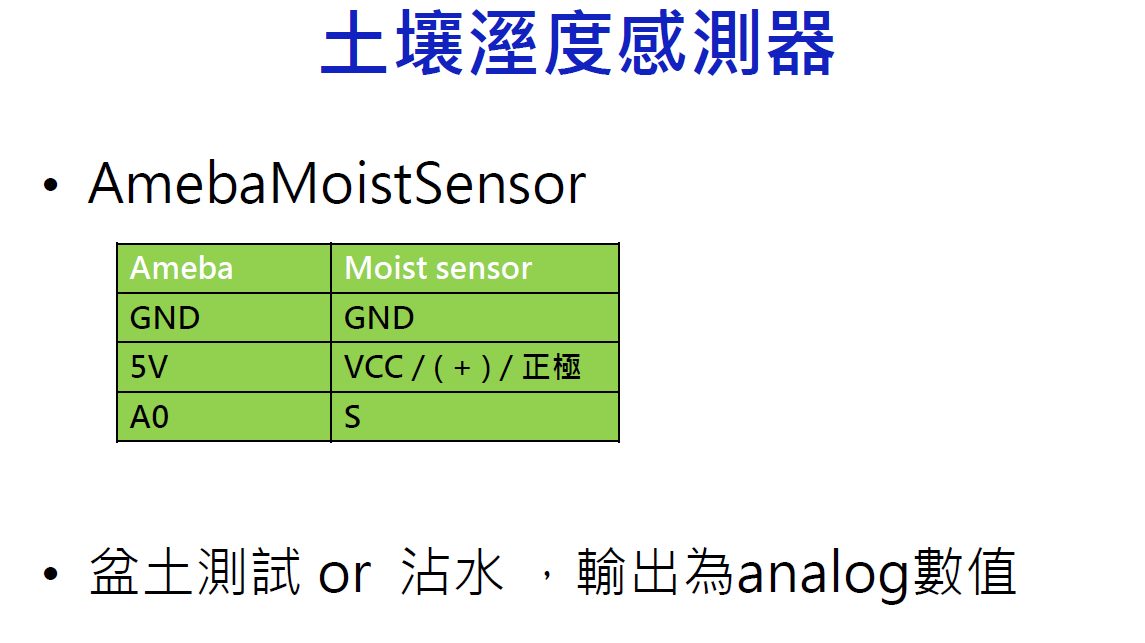 土壤溼度感測器
• AmebaMoistSensor
Ameba Moist sensor
GND GND
5V VCC / ( + ) / 正極
A0 S
• 盆土測試 or 沾水 ，輸出為analog數值